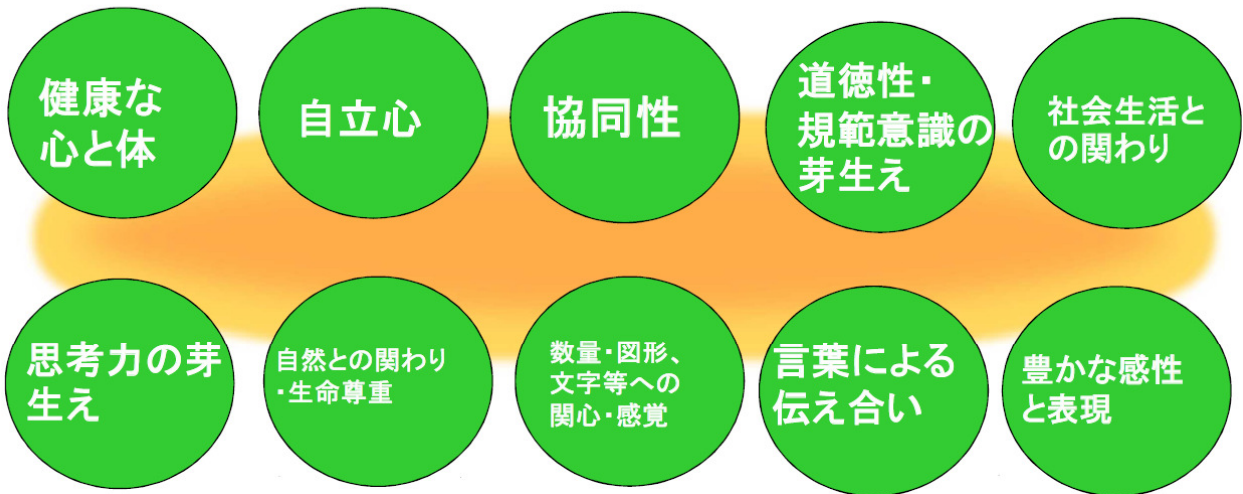 健康な
心と体
自立心
協同性
道徳性・
規範意識の
芽生え
社会生活と
の関わり
思考力の芽
生え
自然との関わり
・生命尊重
数量・図形、
文字等への
関心・感覚
言葉による
伝え合い
豊かな感性
と表現